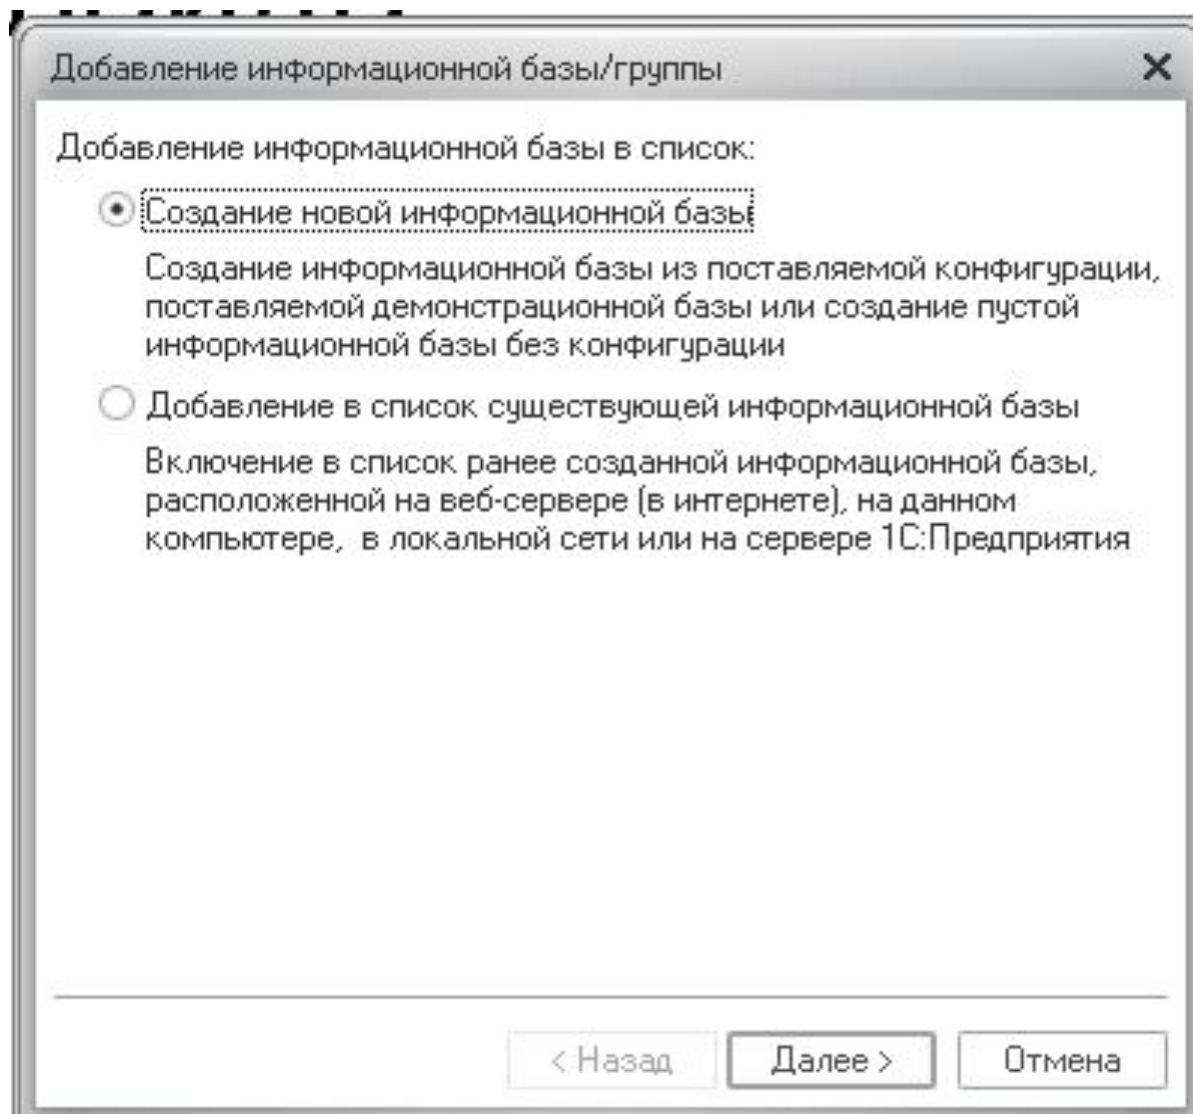 Добавление информационной базы/группы
Добавление информационной базы в список:
Создание новой информационной базы
Создание информационной базы из поставляемой конфигурации,
поставляемой демонстрационной базы или создание пустой
информационной базы без конфигурации
Добавление в список существующей информационной базы
Включение в список ранее созданной информационной базы,
расположенной на веб-сервере (в интернете), на данном
компьютере,  в локальной сети или на сервере 1С:Предприятия
< Назад
Далее >
Отмена